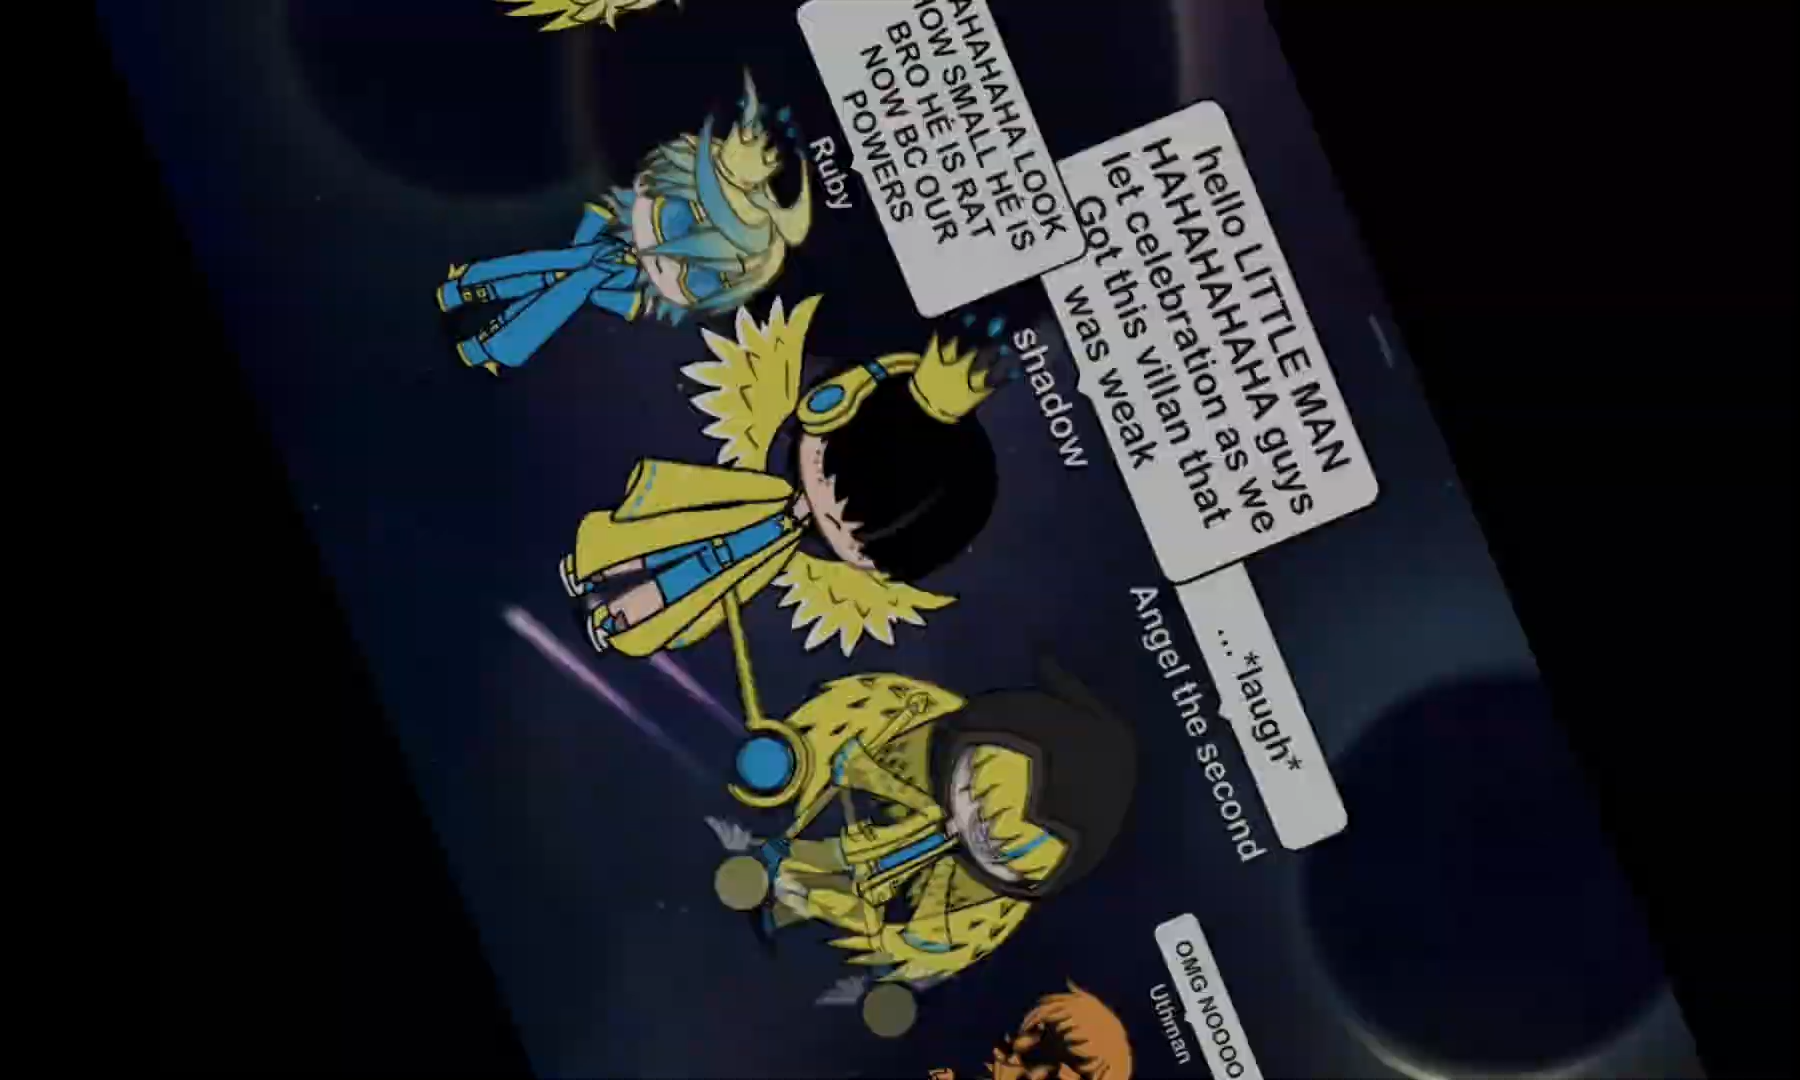 AHAHAHA LOOK
HOW SMALL HE IS
BRO HE IS RAT
NOW BC OUR
POWERS
Ruby
hello LITTLE MAN
HAHAHAHAHAHA guys
let celebration as we
Got this villan that
was weak
shadow
... *laugh*
Angel the second
OMG NOOOO
Uthman